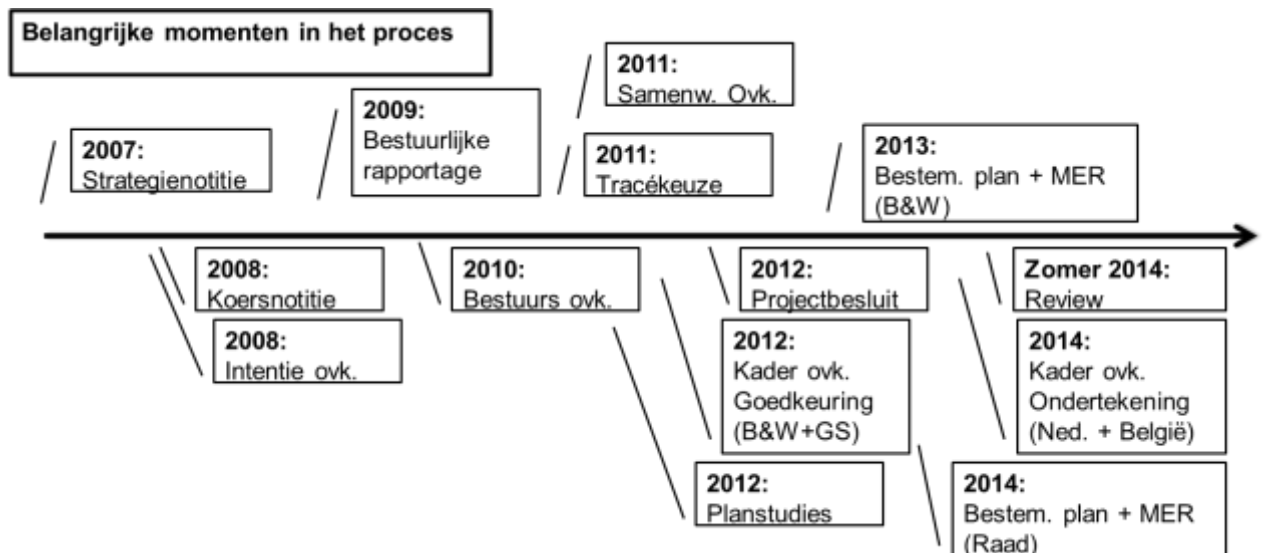 Belangrijke momenten in het proces
2007:
Strategienotitie
2009:
Bestuurlijke
rapportage
2011:
Samenw. Ovk.
2011:
Tracékeuze
2013:
Bestem. plan + MER
(B&W)
2008:
Koersnotitie
2008:
Intentie ovk.
2010:
Bestuurs ovk.
2012:
Projectbesluit
2012:
Kader ovk.
Goedkeuring
(B&W+GS)
2012:
Planstudies
Zomer 2014:
Review
2014:
Kader ovk.
Ondertekening
(Ned. + België)
2014:
Bestem. plan + MER
(Raad)